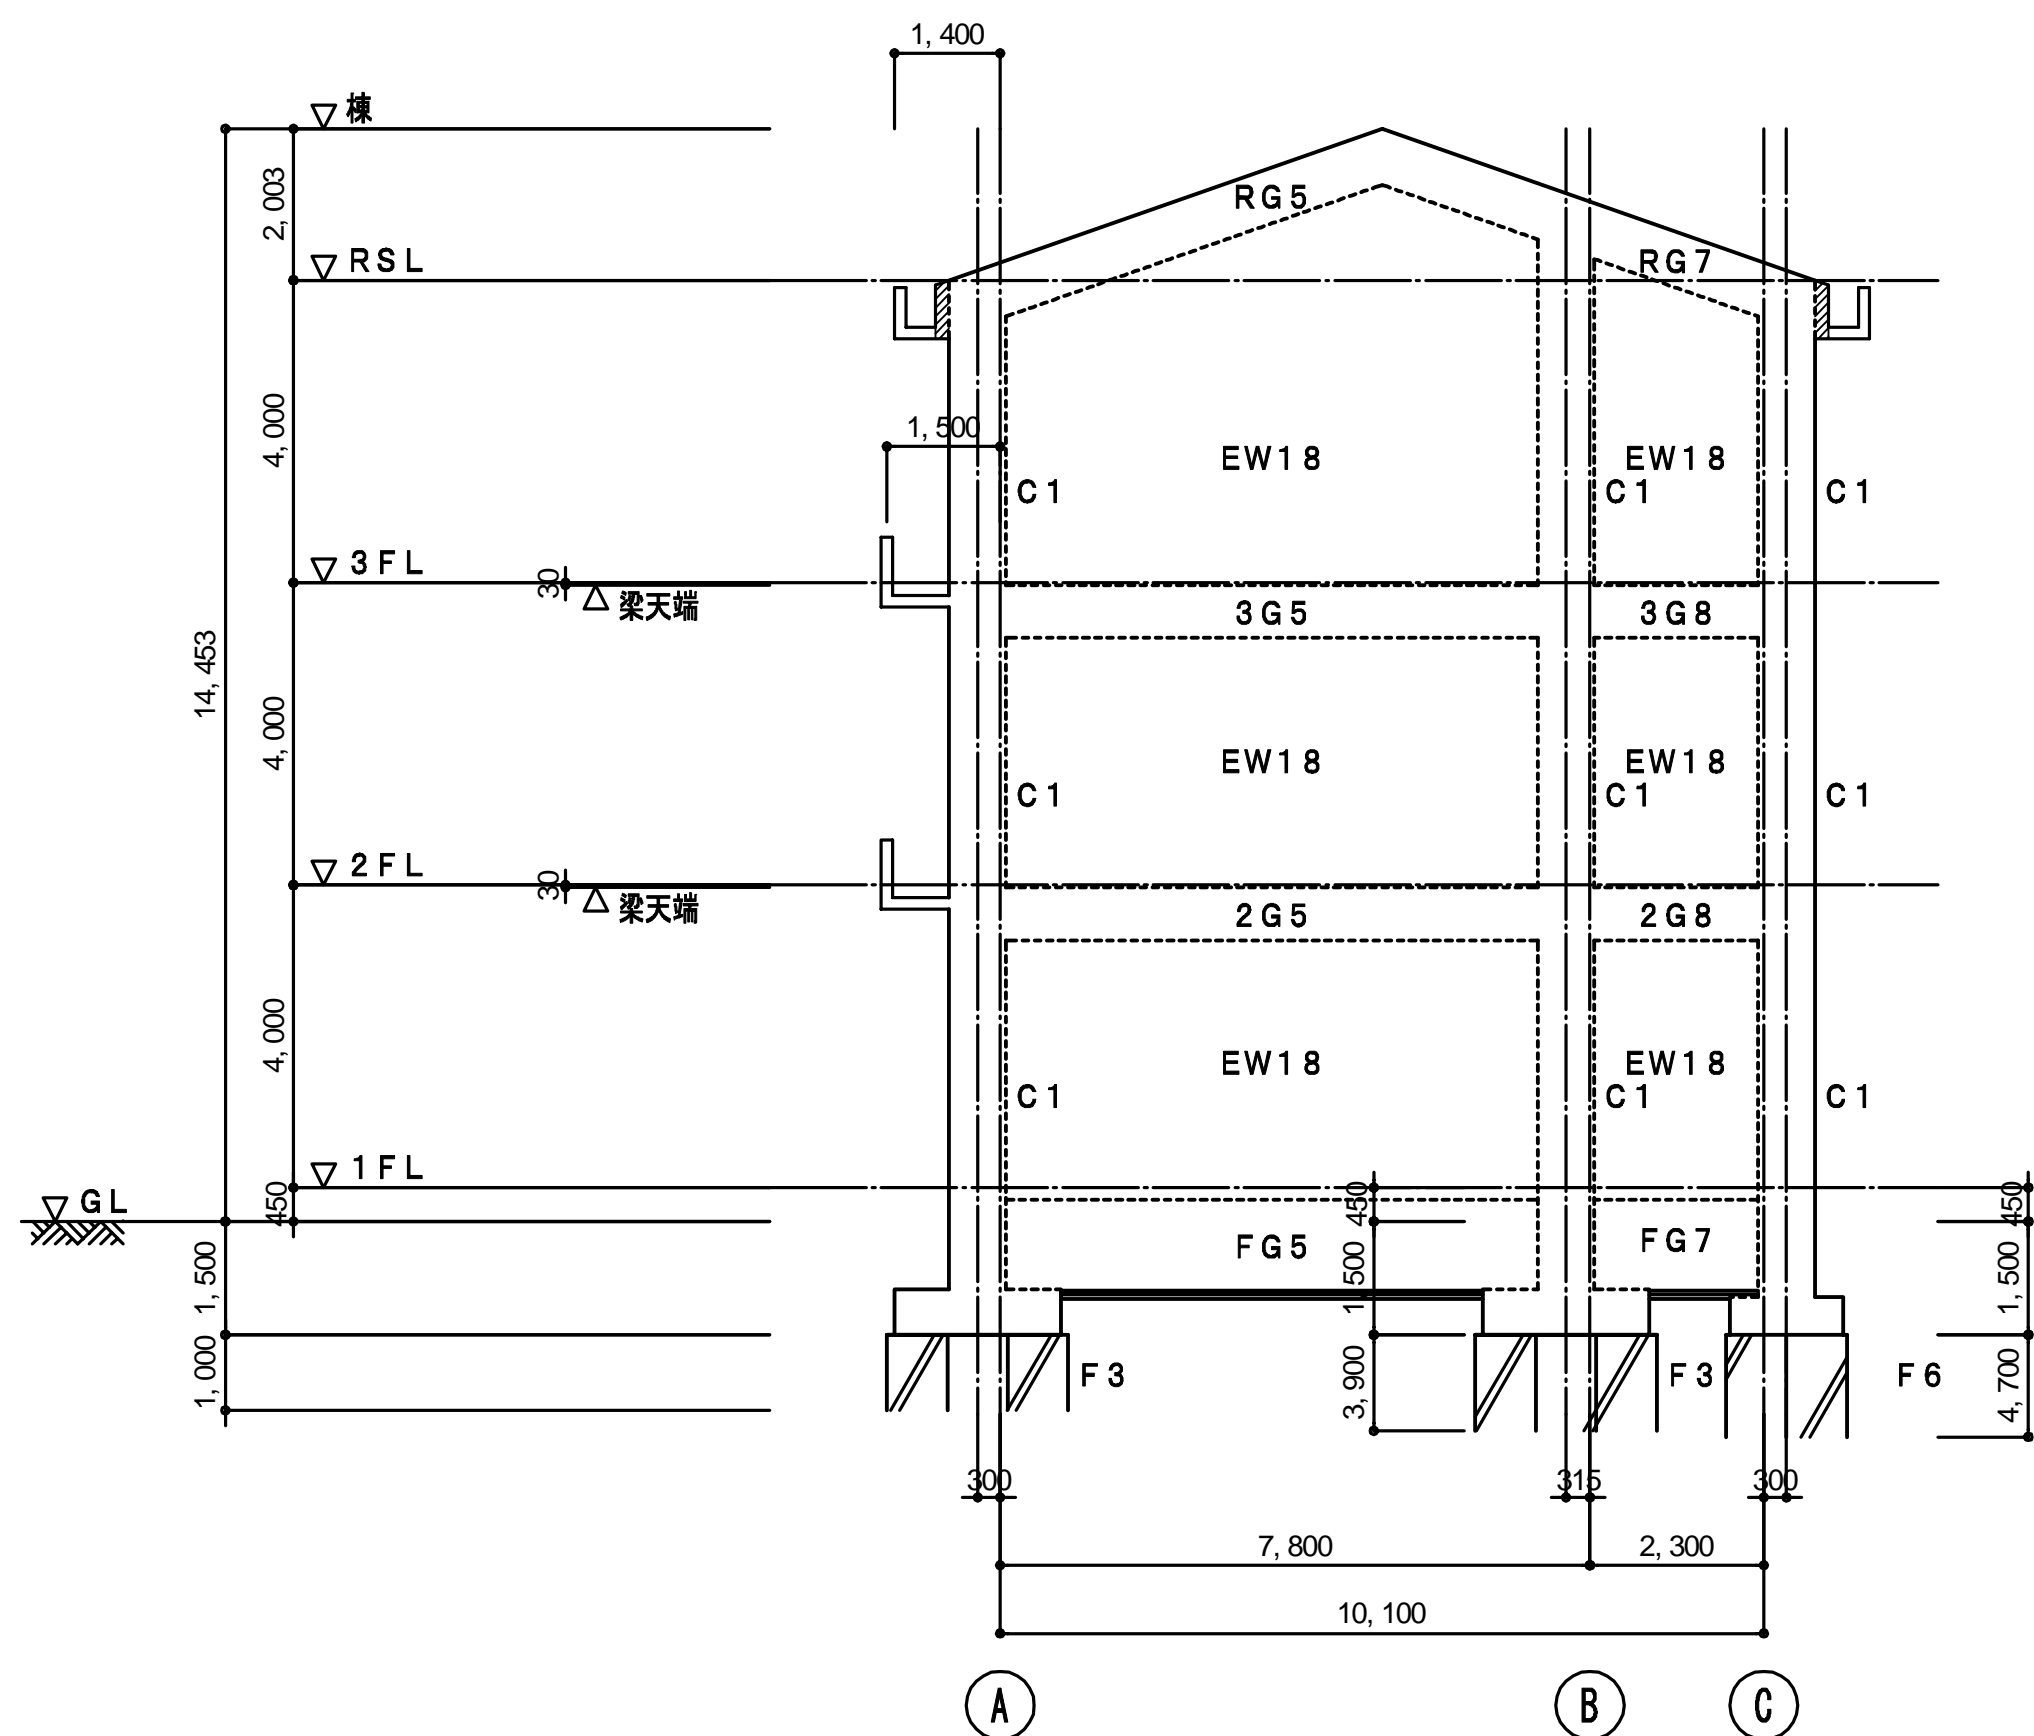 1,400
棟
2,003
RG5
RSL
RG7
4,000
1,500
EW18
EW18
C1
C1
C1
3FL
30
梁天端
3G5
3G8
14,453
4,000
EW18
EW18
C1
C1
C1
2FL
30
梁天端
2G5
2G8
4,000
EW18
EW18
C1
C1
C1
1FL
GL
450
450
450
FG5
FG7
1,500
1,500
1,500
1,000
F3
3,900
F3
F6
4,700
300
315
300
7,800
2,300
10,100
A
B
C